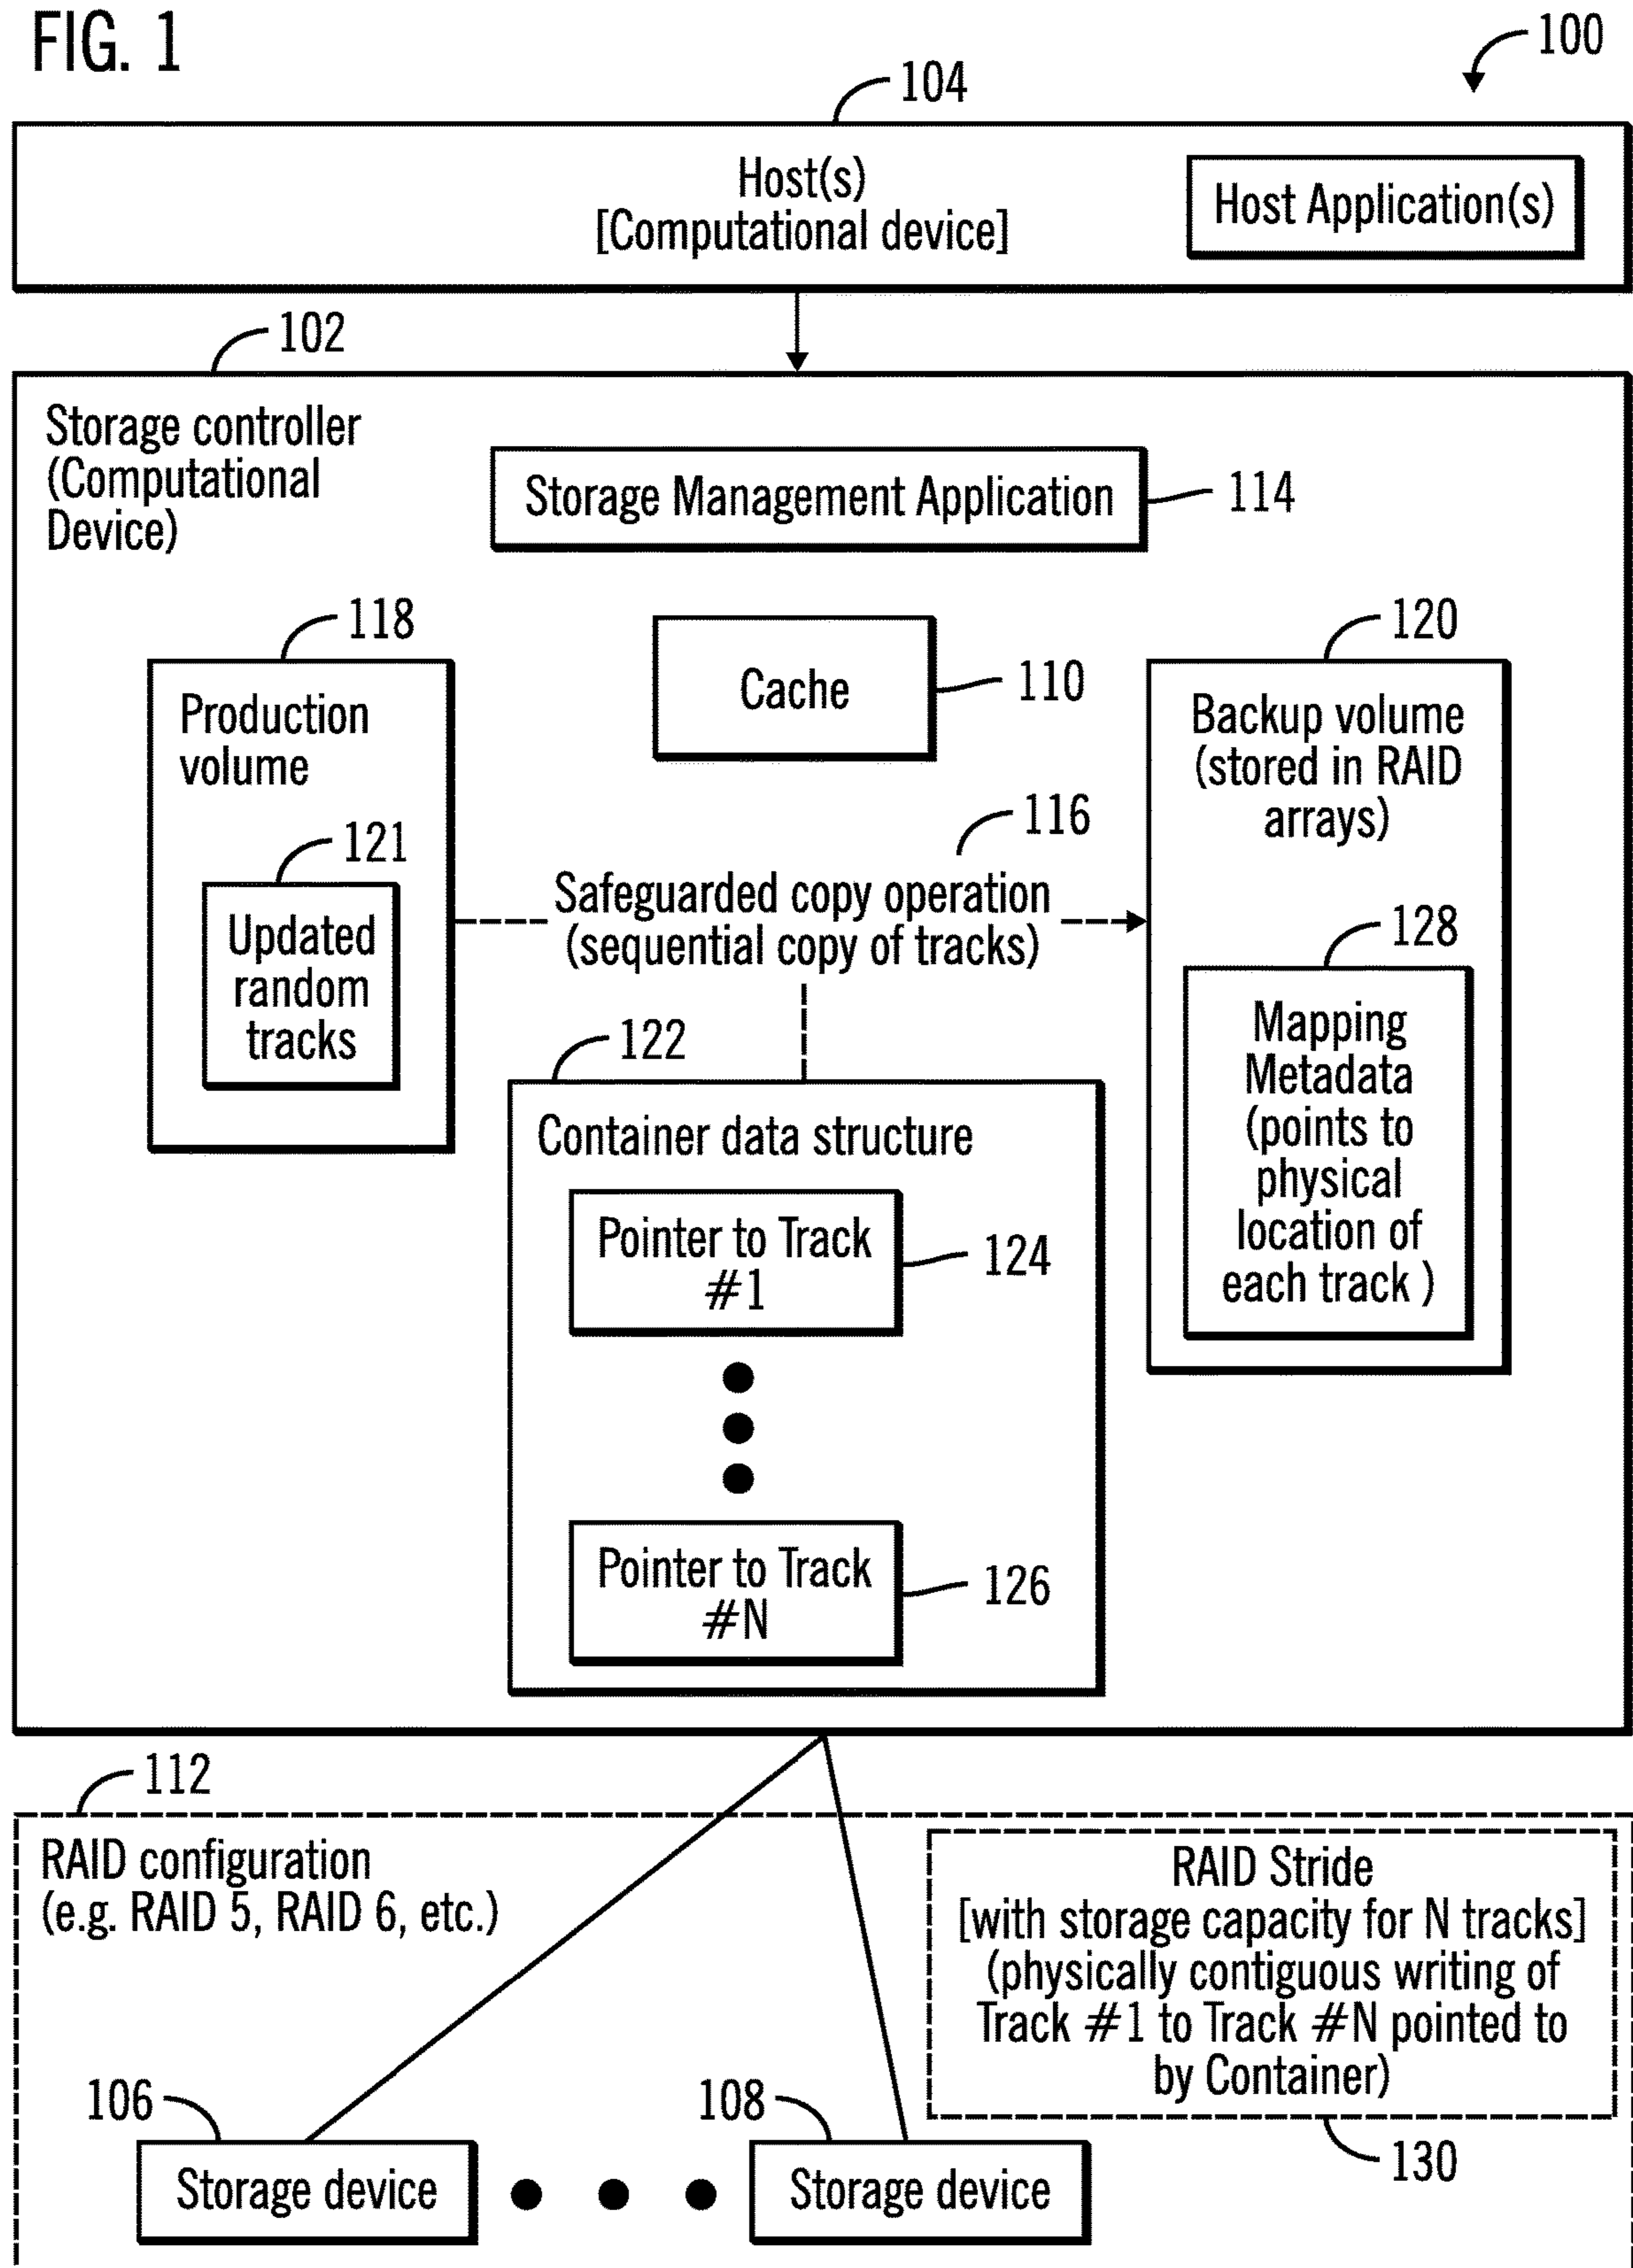 FIG. 1
100
104
Host(s)
[Computational device]
Host Application(s)
102
Storage controller
(Computational
Device)
Storage Management Application
114
118
Production
volume
121
Updated
random
tracks
Cache
110
120
Backup volume
(stored in RAID
arrays)
116
Safeguarded copy operation
(sequential copy of tracks)
128
Mapping
Metadata
(points to
physical
location of
each track )
122
Container data structure
Pointer to Track
#1
124
Pointer to Track
#N
126
112
RAID configuration
(e.g. RAID 5, RAID 6, etc.)
RAID Stride
[with storage capacity for N tracks]
(physically contiguous writing of
Track #1 to Track #N pointed to
by Container)
130
106
Storage device
108
Storage device